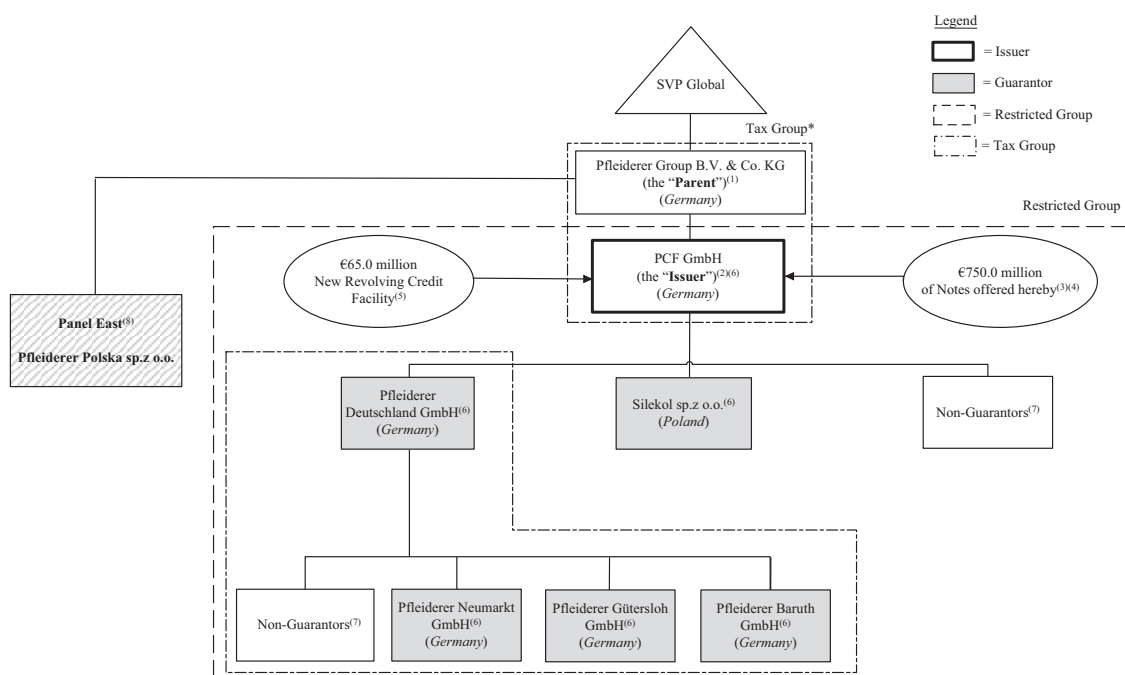 Legend
= Issuer
= Guarantor
= Restricted Group
= Tax Group
SVP Global
Tax Group*
Pfleiderer Group B.V. & Co. KG
(the “Parent”)(1)
(Germany)
Restricted Group
€65.0 million
New Revolving Credit
Facility(5)
PCF GmbH
(the “Issuer”)(2)(6)
(Germany)
€750.0 million
of Notes offered hereby(3)(4)
Panel East(8)
Pfleiderer Polska sp.z o.o.
Pfleiderer
Deutschland GmbH(6)
(Germany)
Silekol sp.z o.o.(6)
(Poland)
Non-Guarantors(7)
Non-Guarantors(7)
Pfleiderer Neumarkt
GmbH(6)
(Germany)
Pfleiderer Gütersloh
GmbH(6)
(Germany)
Pfleiderer Baruth
GmbH(6)
(Germany)